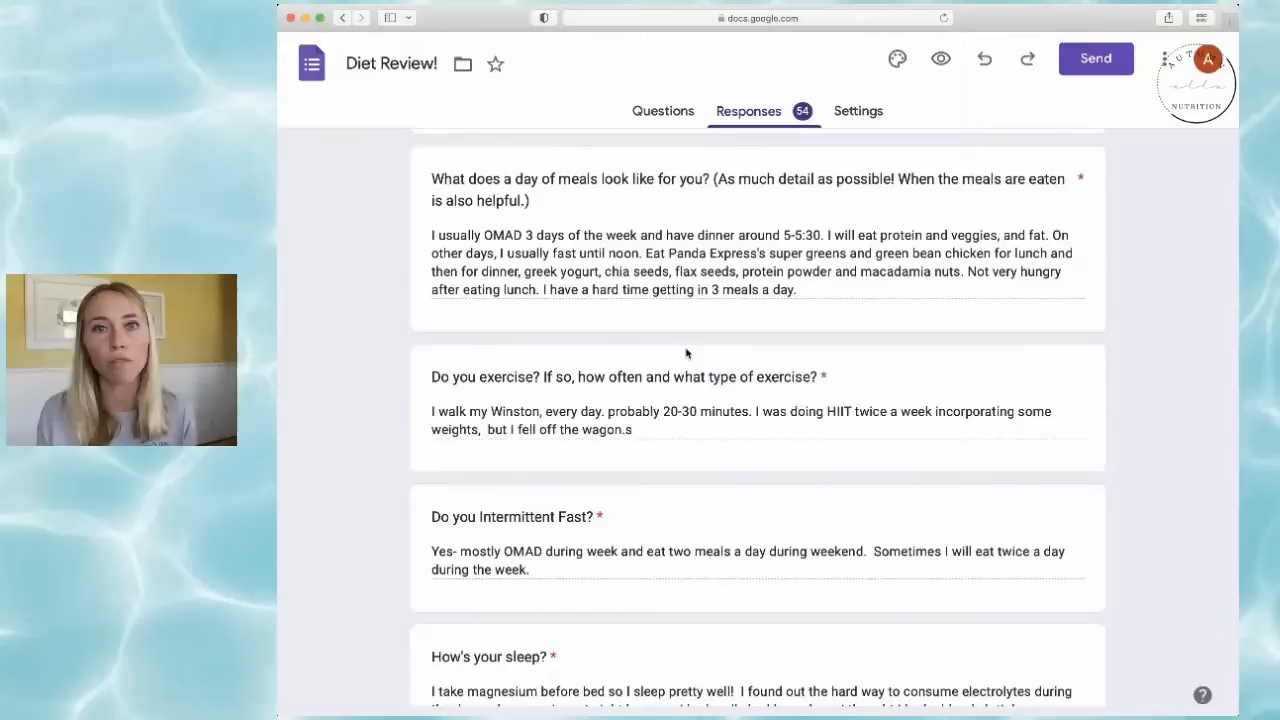 docs.google.com
Diet Review!
Send
A
AUTUMN
elle
NUTRITION
Questions
Responses 54
Settings
What does a day of meals look like for you? (As much detail as possible! When the meals are eaten *
is also helpful.)
I usually OMAD 3 days of the week and have dinner around 5-5:30. I will eat protein and veggies, and fat. On
other days, I usually fast until noon. Eat Panda Express's super greens and green bean chicken for lunch and
then for dinner, greek yogurt, chia seeds, flax seeds, protein powder and macadamia nuts. Not very hungry
after eating lunch. I have a hard time getting in 3 meals a day.
Do you exercise? If so, how often and what type of exercise? *
I walk my Winston, every day. probably 20-30 minutes. I was doing HIIT twice a week incorporating some
weights, but I fell off the wagon.s
Do you Intermittent Fast? *
Yes- mostly OMAD during week and eat two meals a day during weekend. Sometimes I will eat twice a day
during the week.
How's your sleep? *
I take magnesium before bed so I sleep pretty well! I found out the hard way to consume electrolytes during